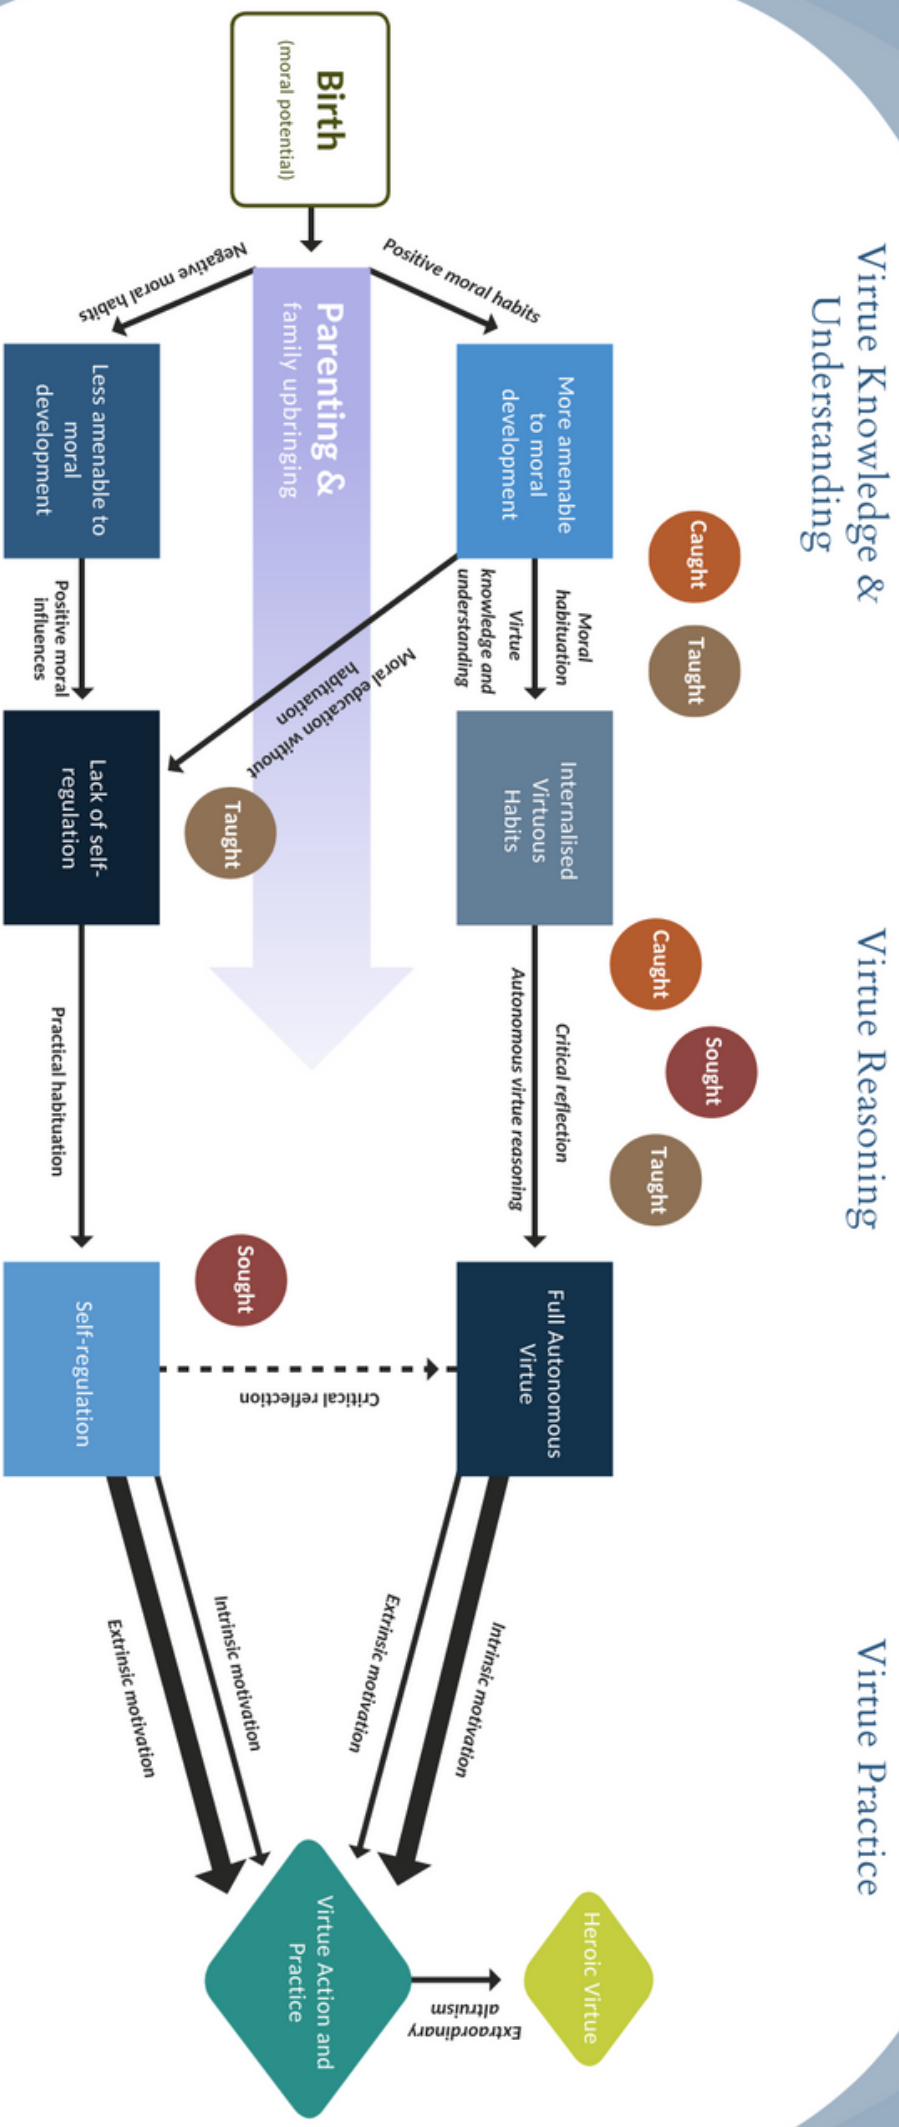 Virtue Knowledge &
Understanding
Virtue Reasoning
Virtue Practice
Caught
Taught
Caught
Sought
Taught
More amenable
to moral
development
Moral
habituation
Virtue
knowledge and
understanding
Internalised
Virtuous
Habits
Critical reflection
Autonomous virtue reasoning
Full Autonomous
Virtue
Intrinsic motivation
Extrinsic motivation
Heroic Virtue
Extraordinary
altruism
Positive moral habits
Birth
(moral potential)
Parenting &
family upbringing
Moral education without
habituation
Taught
Sought
Critical reflection
Virtue Action and
Practice
Negative moral habits
Less amenable to
moral
development
Positive moral
influences
Lack of self-
regulation
Practical habituation
Self-regulation
Intrinsic motivation
Extrinsic motivation